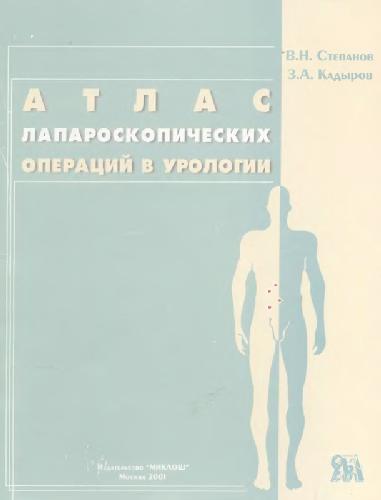 В.Н. Степанов
З.А. Кадыров
АТЛАС
ЛАПАРОСКОПИЧЕСКИХ
ОПЕРАЦИЙ В УРОЛОГИИ
Издательство "МИКЛОШ"
Москва 2001